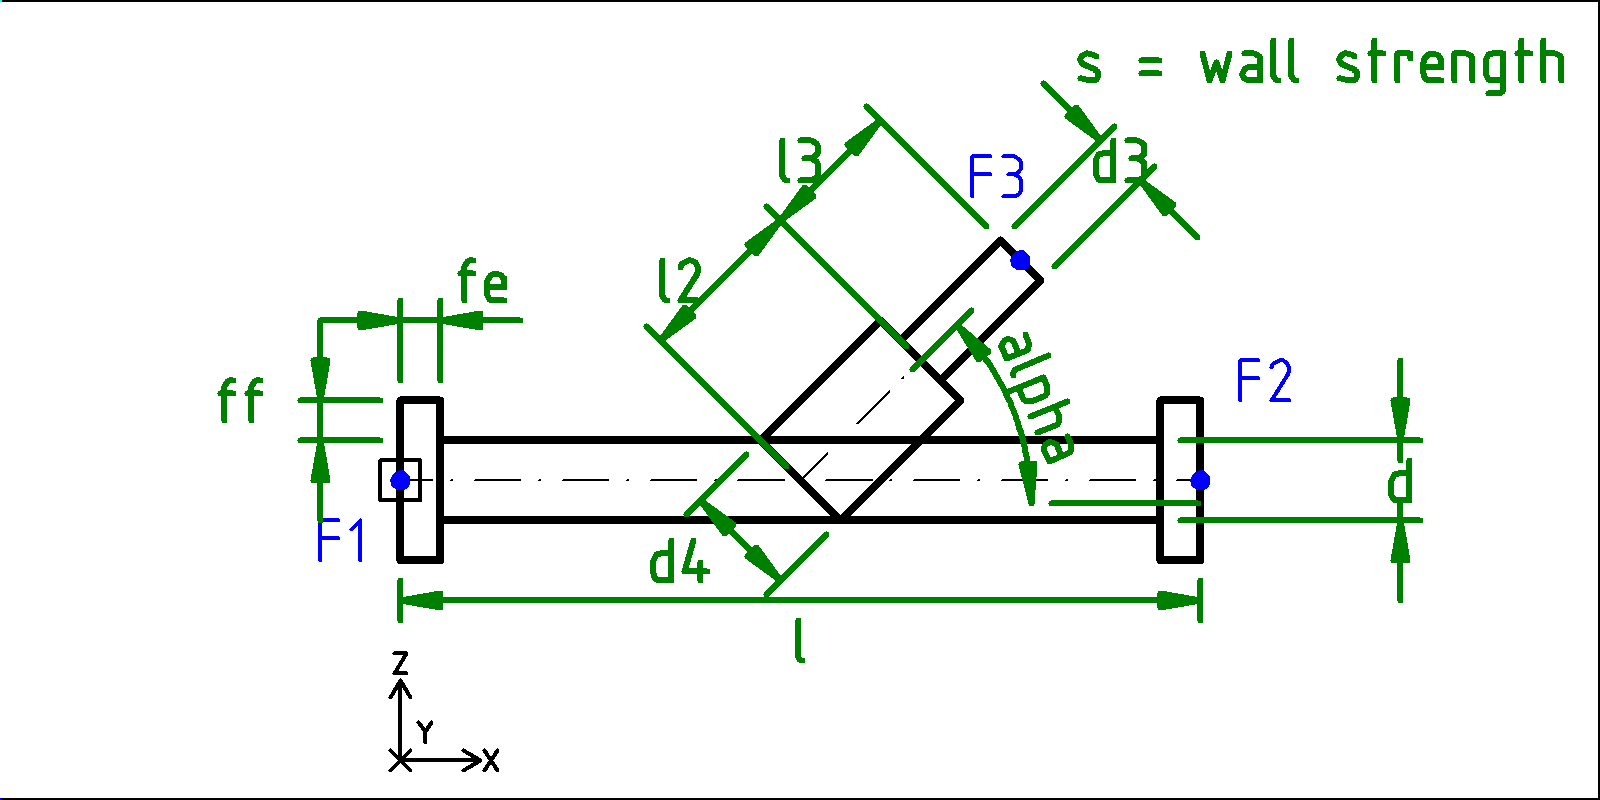 s = wall strength
l3
F3
d3
l2
fe
alpha
ff
F2
d
F1
d4
l
Z
Y
X